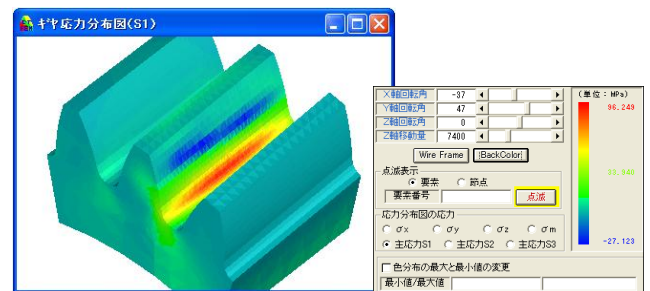 ギヤ応力分布図(S1)
X軸回転角 -37
Y軸回転角 47
Z軸回転角 0
Z軸移動量 7400
Wire Frame [BackColor]
点滅表示
要素 節点
要素番号 点滅
応力分布図の応力
σx σy σz σm
主応力S1 主応力S2 主応力S3
色分布の最大と最小値の変更
最小値/最大値
(単位:MPa)
96.249
33.940
-27.123